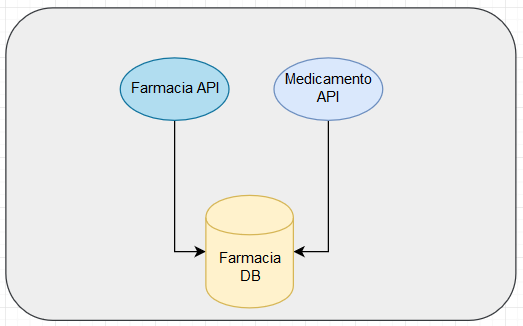 Farmacia API
Medicamento
API
Farmacia
DB